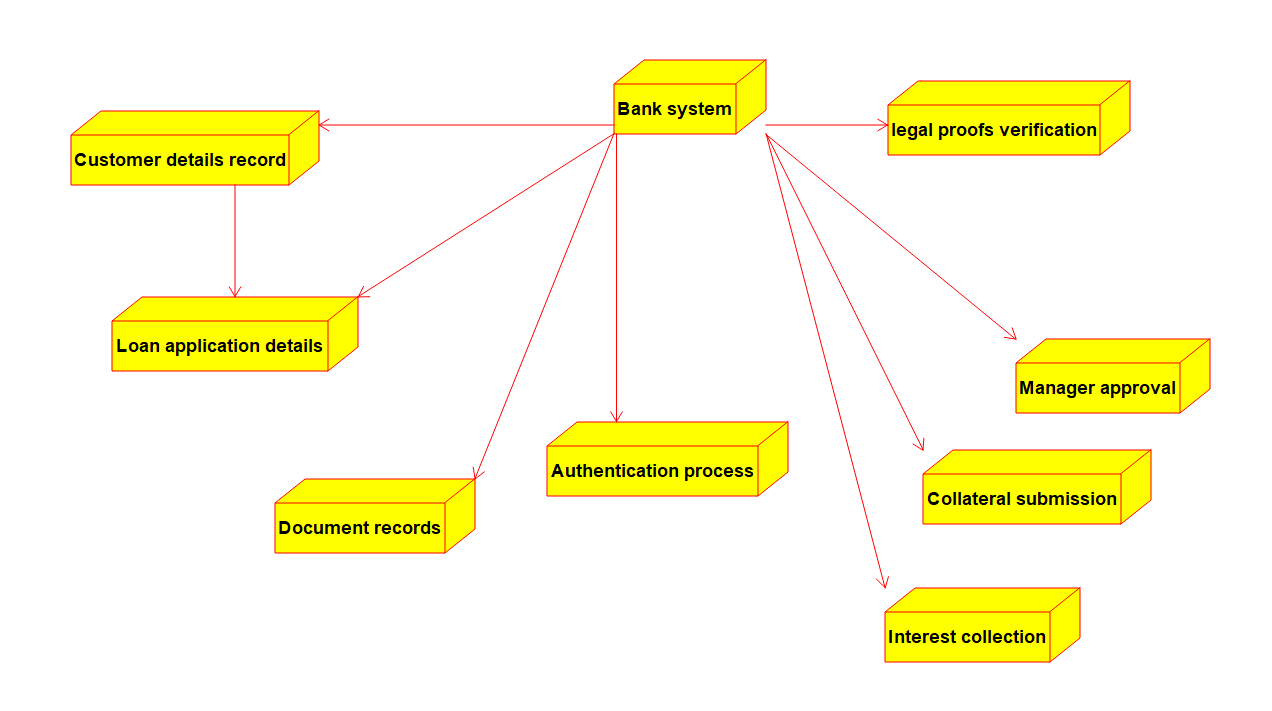 Bank system
legal proofs verification
Customer details record
Loan application details
Manager approval
Authentication process
Collateral submission
Document records
Interest collection